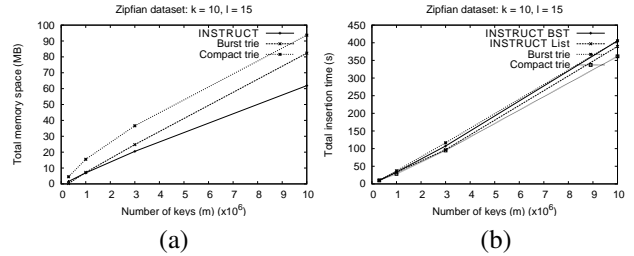 Zipfian dataset: k = 10, l = 15
Total memory space (MB)
100
90
80
70
60
50
40
30
20
10
0
INSTRUCT
Burst trie
Compact trie
0 1 2 3 4 5 6 7 8 9 10
Number of keys (m) (x10^6)
(a)
Zipfian dataset: k = 10, l = 15
Total insertion time (s)
450
400
350
300
250
200
150
100
50
0
INSTRUCT BST
INSTRUCT List
Burst trie
Compact trie
0 1 2 3 4 5 6 7 8 9 10
Number of keys (m) (x10^6)
(b)